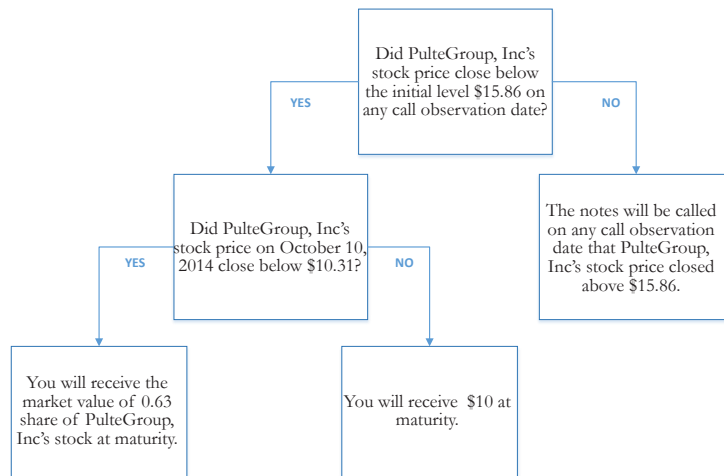 Did PulteGroup, Inc's
stock price close below
the initial level $15.86 on
any call observation date?
YES
NO
Did PulteGroup, Inc's
stock price on October 10,
2014 close below $10.31?
The notes will be called
on any call observation
date that PulteGroup,
Inc's stock price closed
above $15.86.
YES
NO
You will receive the
market value of 0.63
share of PulteGroup,
Inc's stock at maturity.
You will receive $10 at
maturity.